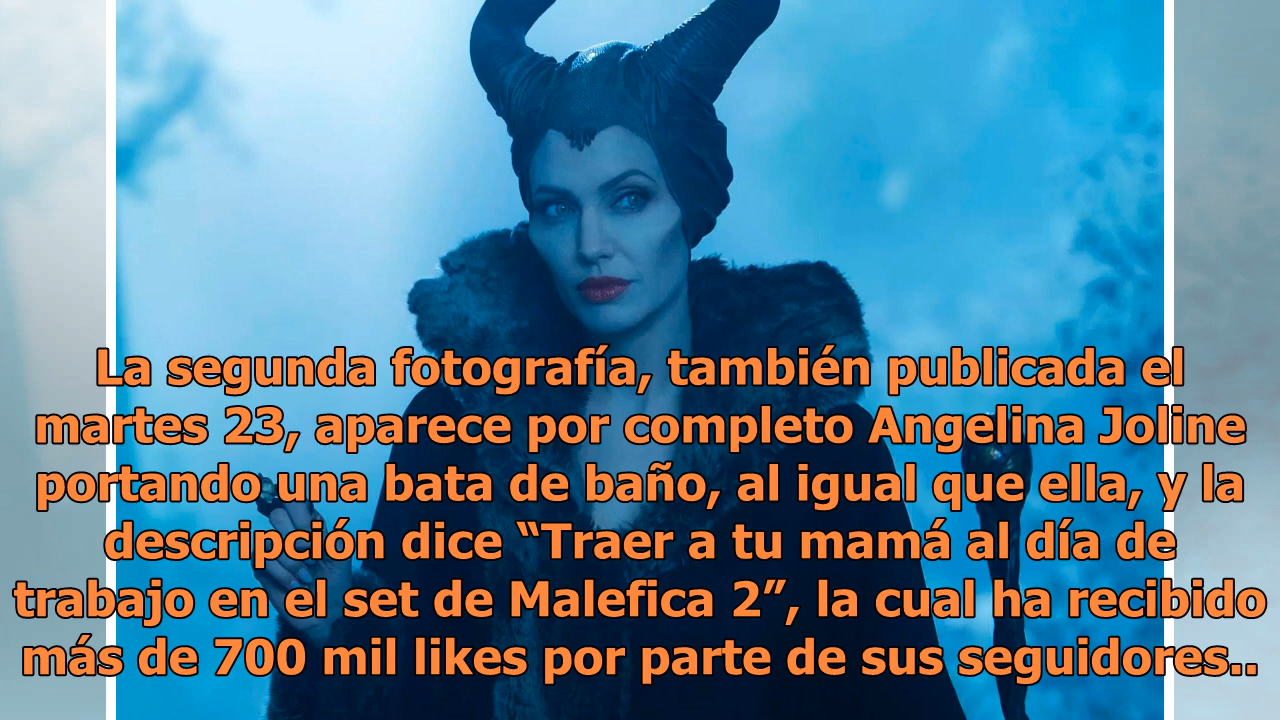 La segunda fotografía, también publicada el
martes 23, aparece por completo Angelina Joline
portando una bata de baño, al igual que ella, y la
descripción dice “Traer a tu mamá al día de
trabajo en el set de Malefica 2”, la cual ha recibido
más de 700 mil likes por parte de sus seguidores..